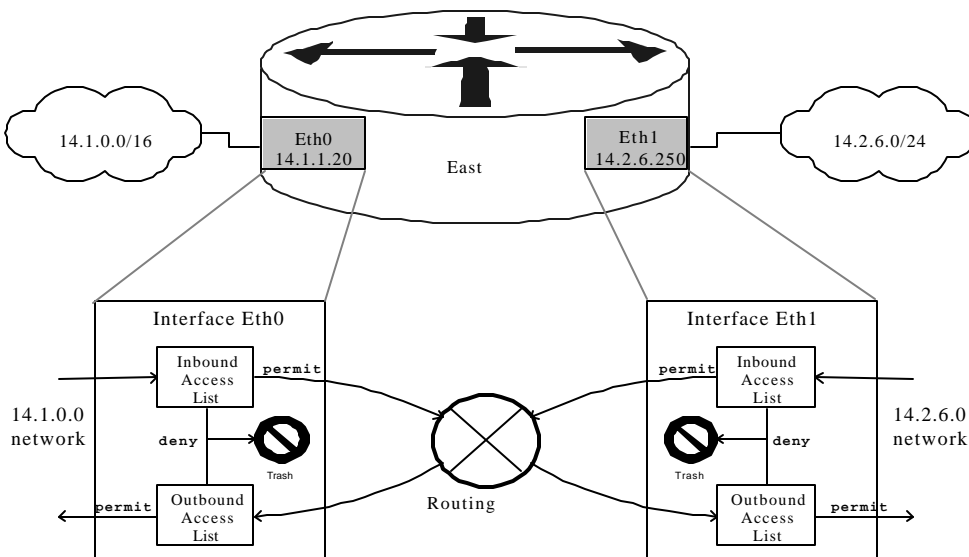 14.1.0.0/16
Eth0
14.1.1.20
East
Eth1
14.2.6.250
14.2.6.0/24
Interface Eth0
Inbound
Access
List
permit
14.1.0.0
network
deny
Trash
permit
Outbound
Access
List
Routing
Interface Eth1
permit
Inbound
Access
List
14.2.6.0
network
deny
Trash
Outbound
Access
List
permit